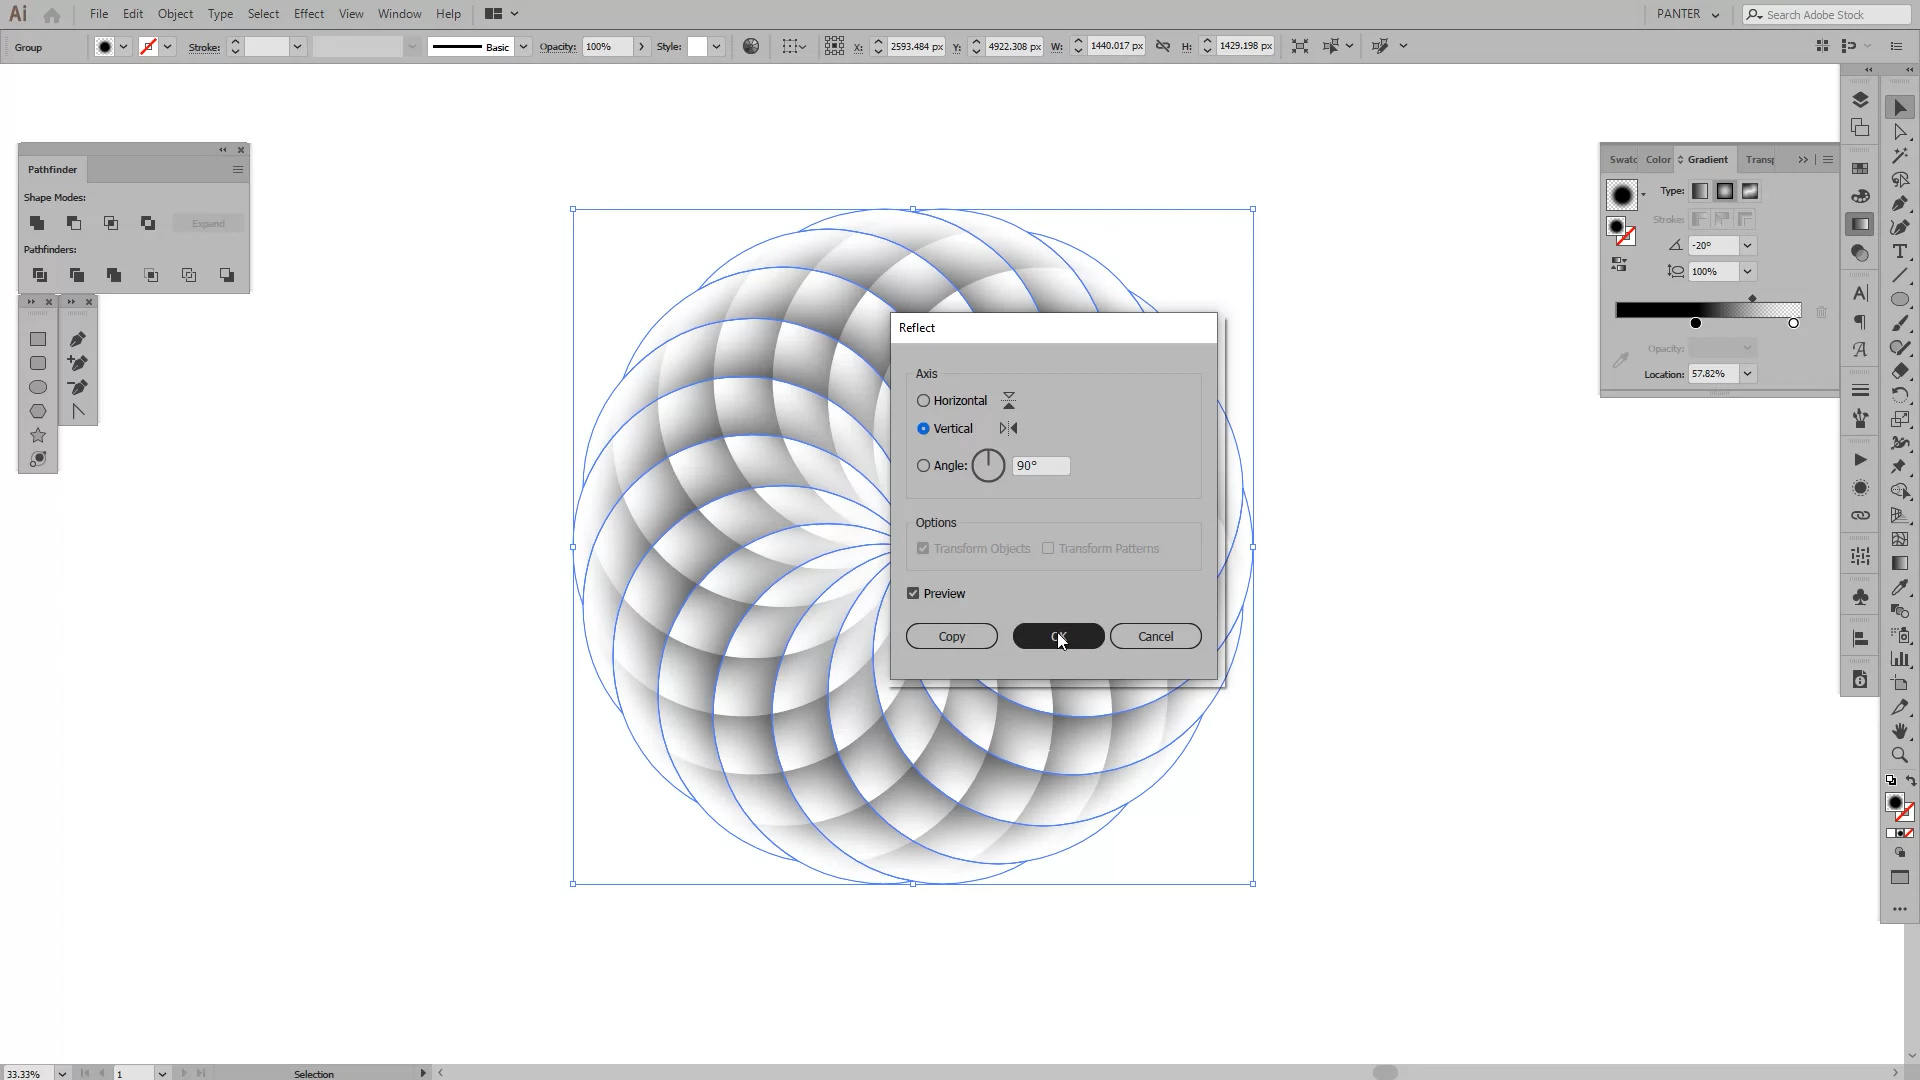 Ai File Edit Object Type Select Effect View Window Help PANTER Search Adobe Stock
Group Stroke: Basic Opacity: 100% Style: X: 2593.484 px Y: 4922.308 px W: 1440.017 px H: 1429.198 px
Pathfinder
Shape Modes:
Expand
Pathfinders:
Swatc Color Gradient Transp
Type:
Strokes
-20°
100%
Opacity:
Location: 57.82%
Reflect
Axis
Horizontal
Vertical
Angle: 90°
Options
Transform Objects Transform Patterns
Preview
Copy OK Cancel
33.33% 1 Selection